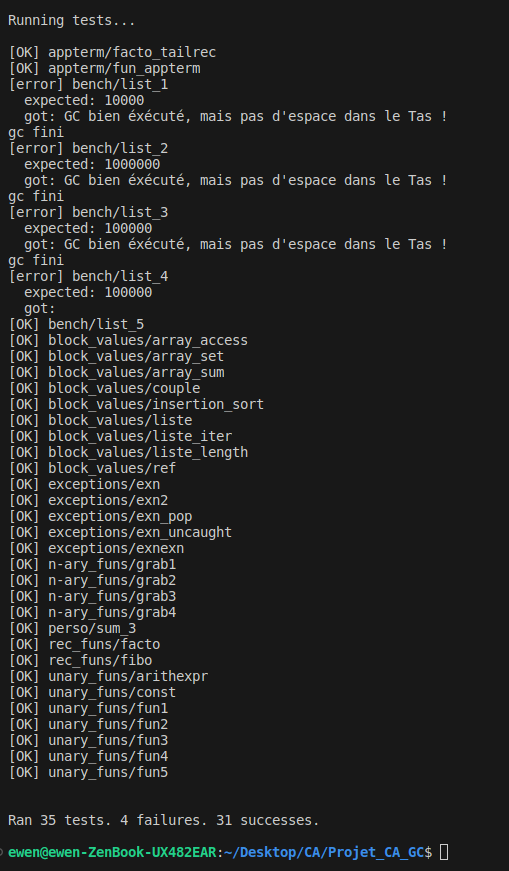 Running tests...
[OK] appterm/facto_tailrec
[OK] appterm/fun_appterm
[error] bench/list_1
expected: 10000
got: GC bien éxécuté, mais pas d'espace dans le Tas !
gc fini
[error] bench/list_2
expected: 1000000
got: GC bien éxécuté, mais pas d'espace dans le Tas !
gc fini
[error] bench/list_3
expected: 100000
got: GC bien éxécuté, mais pas d'espace dans le Tas !
gc fini
[error] bench/list_4
expected: 100000
got:
[OK] bench/list_5
[OK] block_values/array_access
[OK] block_values/array_set
[OK] block_values/array_sum
[OK] block_values/couple
[OK] block_values/insertion_sort
[OK] block_values/liste
[OK] block_values/liste_iter
[OK] block_values/liste_length
[OK] block_values/ref
[OK] exceptions/exn
[OK] exceptions/exn2
[OK] exceptions/exn_pop
[OK] exceptions/exn_uncaught
[OK] exceptions/exnexn
[OK] n-ary_funs/grab1
[OK] n-ary_funs/grab2
[OK] n-ary_funs/grab3
[OK] n-ary_funs/grab4
[OK] perso/sum_3
[OK] rec_funs/facto
[OK] rec_funs/fibo
[OK] unary_funs/arithexpr
[OK] unary_funs/const
[OK] unary_funs/fun1
[OK] unary_funs/fun2
[OK] unary_funs/fun3
[OK] unary_funs/fun4
[OK] unary_funs/fun5
Ran 35 tests. 4 failures. 31 successes.
ewen@ewen-ZenBook-UX482EAR:~/Desktop/CA/Projet_CA_GC$